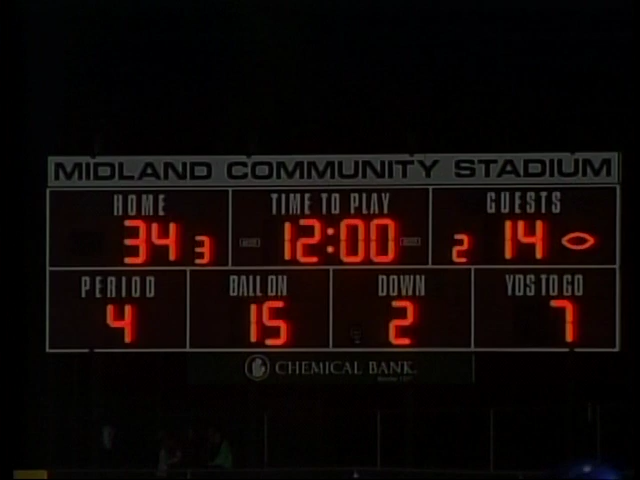 MIDLAND COMMUNITY STADIUM
HOME TIME TO PLAY GUESTS
34 3 12:00 2 14
PERIOD BALL ON DOWN YDS TO GO
4 15 2 7
CHEMICAL BANK